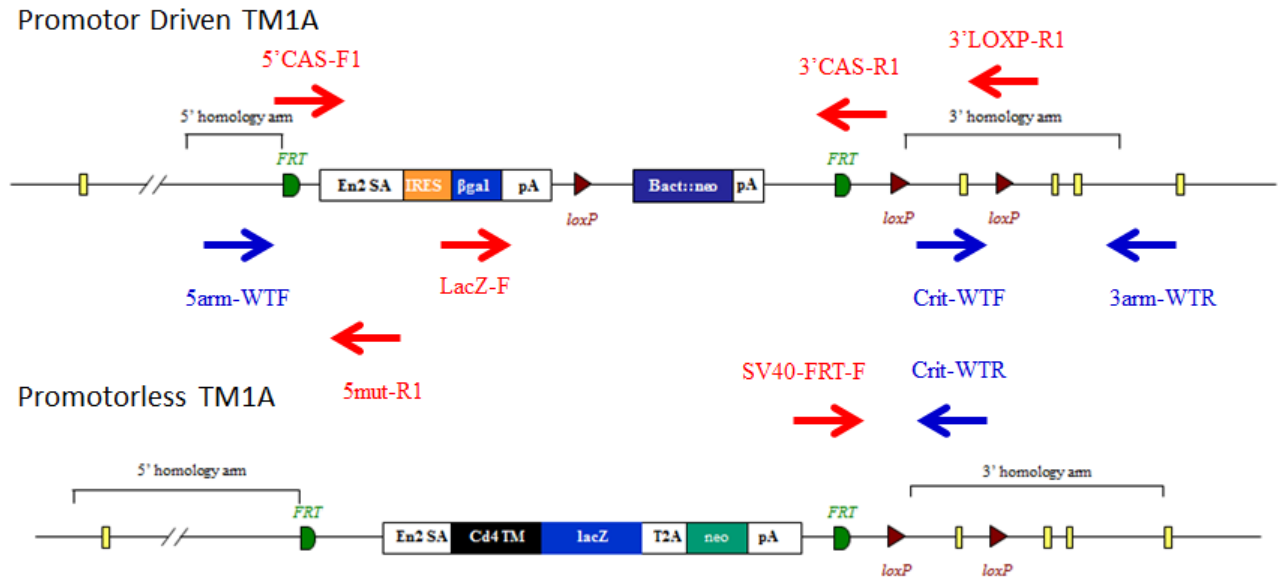 Promotor Driven TM1A
5'CAS-F1
3'CAS-R1
3'LOXP-R1
5' homology arm
3' homology arm
FRT
FRT
En2 SA IRES βgal pA
Bact::neo pA
loxP
loxP
loxP
5arm-WTF
LacZ-F
Crit-WTF
3arm-WTR
5mut-R1
SV40-FRT-F
Crit-WTR
Promotorless TM1A
5' homology arm
3' homology arm
FRT
FRT
En2 SA Cd4 TM lacZ T2A neo pA
loxP
loxP